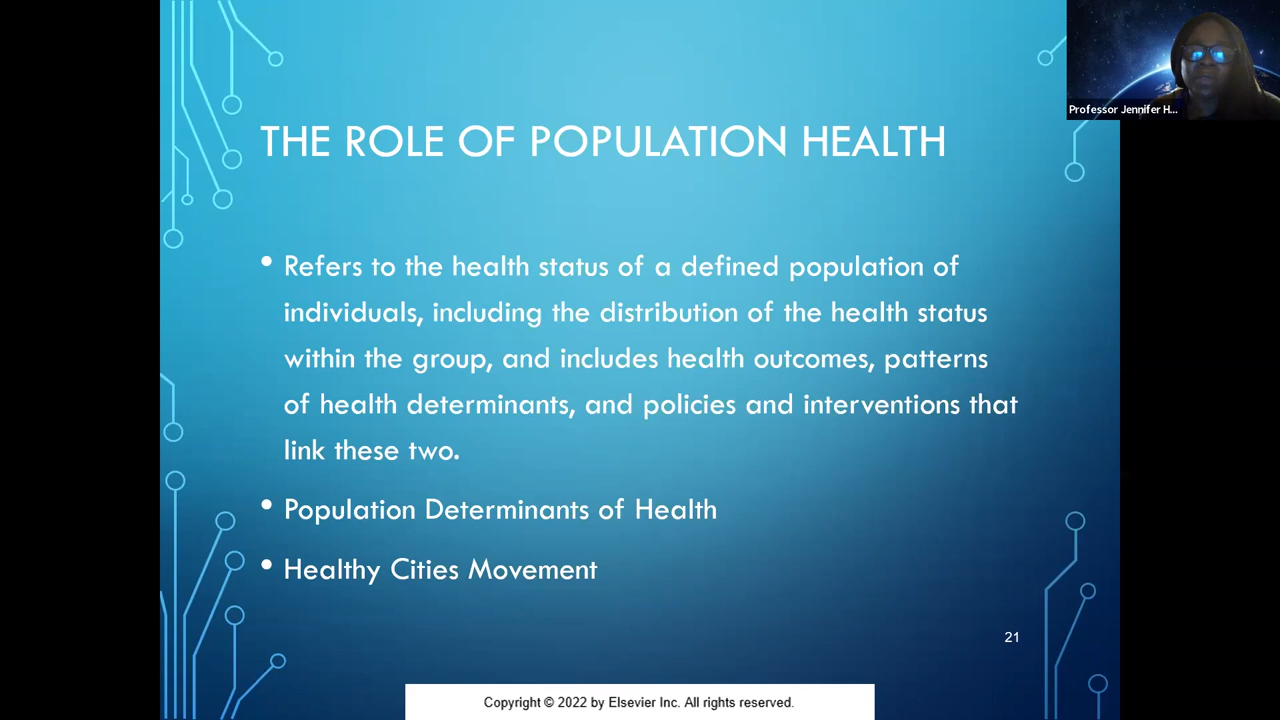 Professor Jennifer H...
THE ROLE OF POPULATION HEALTH
• Refers to the health status of a defined population of
individuals, including the distribution of the health status
within the group, and includes health outcomes, patterns
of health determinants, and policies and interventions that
link these two.
• Population Determinants of Health
• Healthy Cities Movement
21
Copyright © 2022 by Elsevier Inc. All rights reserved.